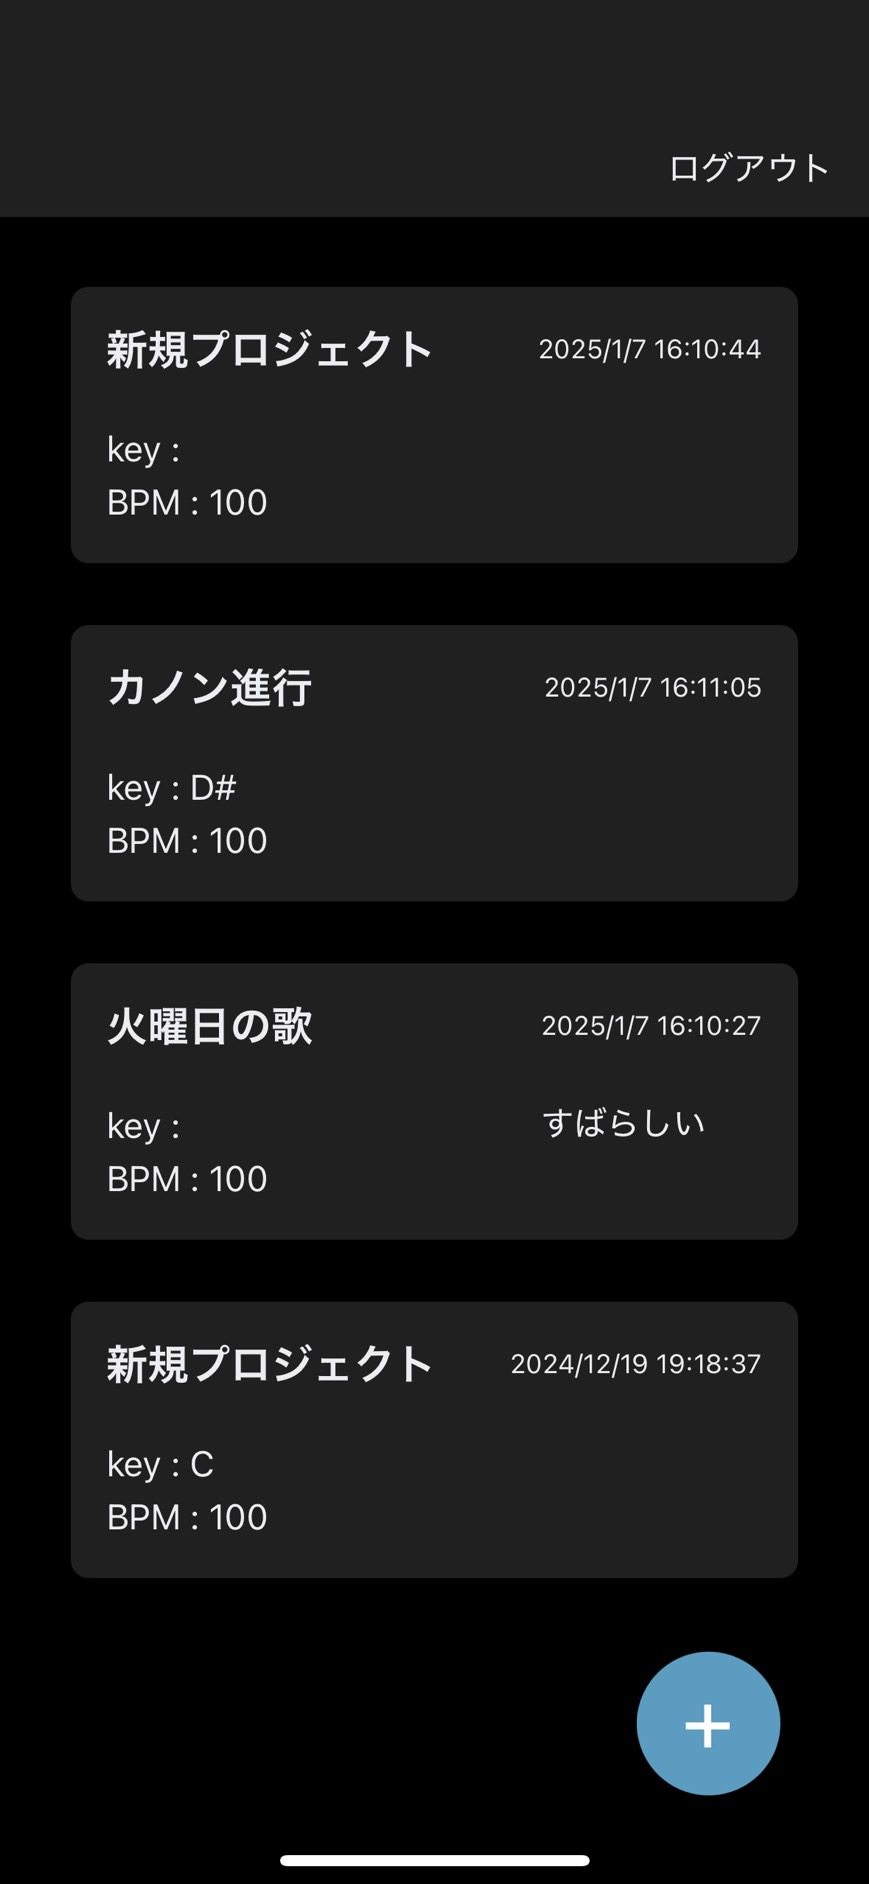 ログアウト
新規プロジェクト 2025/1/7 16:10:44
key :
BPM : 100
カノン進行 2025/1/7 16:11:05
key : D#
BPM : 100
火曜日の歌 2025/1/7 16:10:27
key : すばらしい
BPM : 100
新規プロジェクト 2024/12/19 19:18:37
key : C
BPM : 100
+